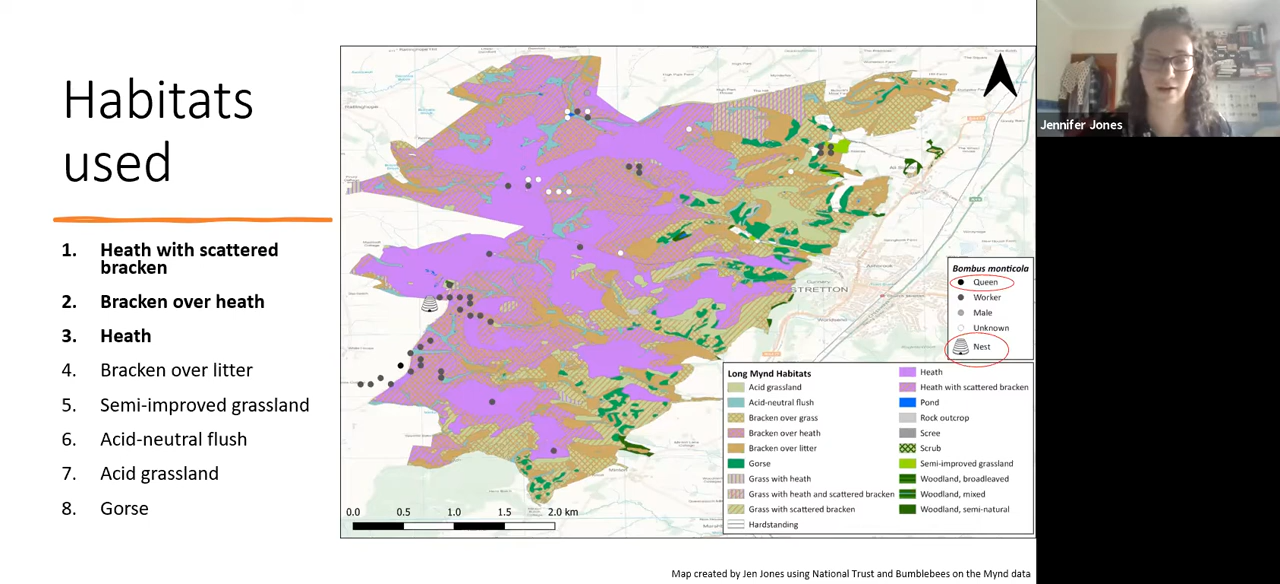 Habitats
used
1. Heath with scattered
bracken
2. Bracken over heath
3. Heath
4. Bracken over litter
5. Semi-improved grassland
6. Acid-neutral flush
7. Acid grassland
8. Gorse
STRETTON
Bombus monticola
Queen
Worker
Male
Unknown
Nest
Long Mynd Habitats
Acid grassland
Acid-neutral flush
Bracken over grass
Bracken over heath
Bracken over litter
Gorse
Grass with heath
Grass with heath and scattered bracken
Grass with scattered bracken
Hardstanding
Heath
Heath with scattered bracken
Pond
Rock outcrop
Scree
Scrub
Semi-improved grassland
Woodland, broadleaved
Woodland, mixed
Woodland, semi-natural
0.0 0.5 1.0 1.5 2.0 km
Map created by Jen Jones using National Trust and Bumblebees on the Mynd data
Jennifer Jones